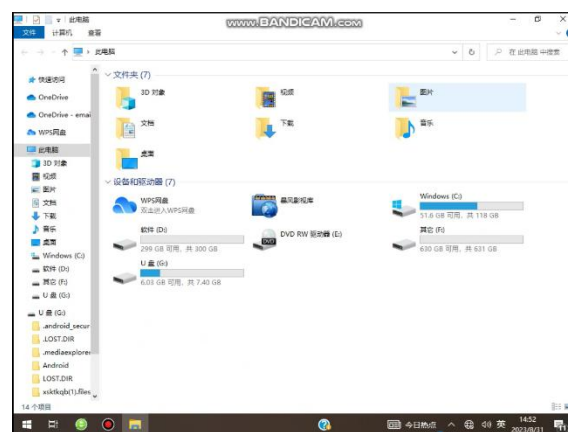 此电脑
www.BANDICAM.com
文件 计算机 查看
此电脑
在 此电脑 中搜索
快速访问
OneDrive
OneDrive - emai
WPS网盘
此电脑
3D 对象
视频
图片
文档
下载
音乐
桌面
Windows (C:)
软件 (D:)
其它 (F:)
U 盘 (G:)
U 盘 (G:)
.android_secur
.LOST.DIR
.mediaexplorer
Android
LOST.DIR
xsktkqb(1).files
文件夹 (7)
3D 对象
视频
图片
文档
下载
音乐
桌面
设备和驱动器 (7)
WPS网盘
双击进入WPS网盘
暴风影视库
Windows (C:)
51.6 GB 可用, 共 118 GB
软件 (D:)
299 GB 可用, 共 300 GB
DVD RW 驱动器 (E:)
其它 (F:)
630 GB 可用, 共 631 GB
U 盘 (G:)
6.03 GB 可用, 共 7.40 GB
14 个项目
今日热点
英
14:52
2023/8/31